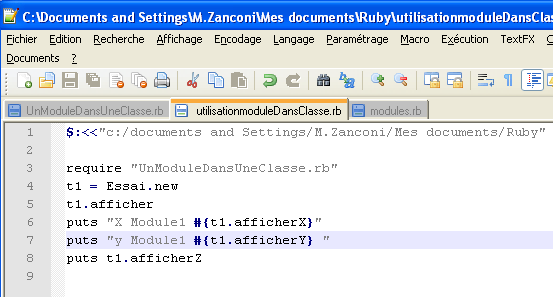 C:\Documents and Settings\M.Zanconi\Mes documents\Ruby\utilisationmoduleDansClas
Fichier Edition Recherche Affichage Encodage Langage Paramétrage Macro Exécution TextFX
Documents ?
UnModuleDansUneClasse.rb utilisationmoduleDansClasse.rb modules.rb
1 $:<<"c:/documents and Settings/M.Zanconi/Mes documents/Ruby"
2
3 require "UnModuleDansUneClasse.rb"
4 t1 = Essai.new
5 t1.afficher
6 puts "X Module1 #{t1.afficherX}"
7 puts "y Module1 #{t1.afficherY} "
8 puts t1.afficherZ
9